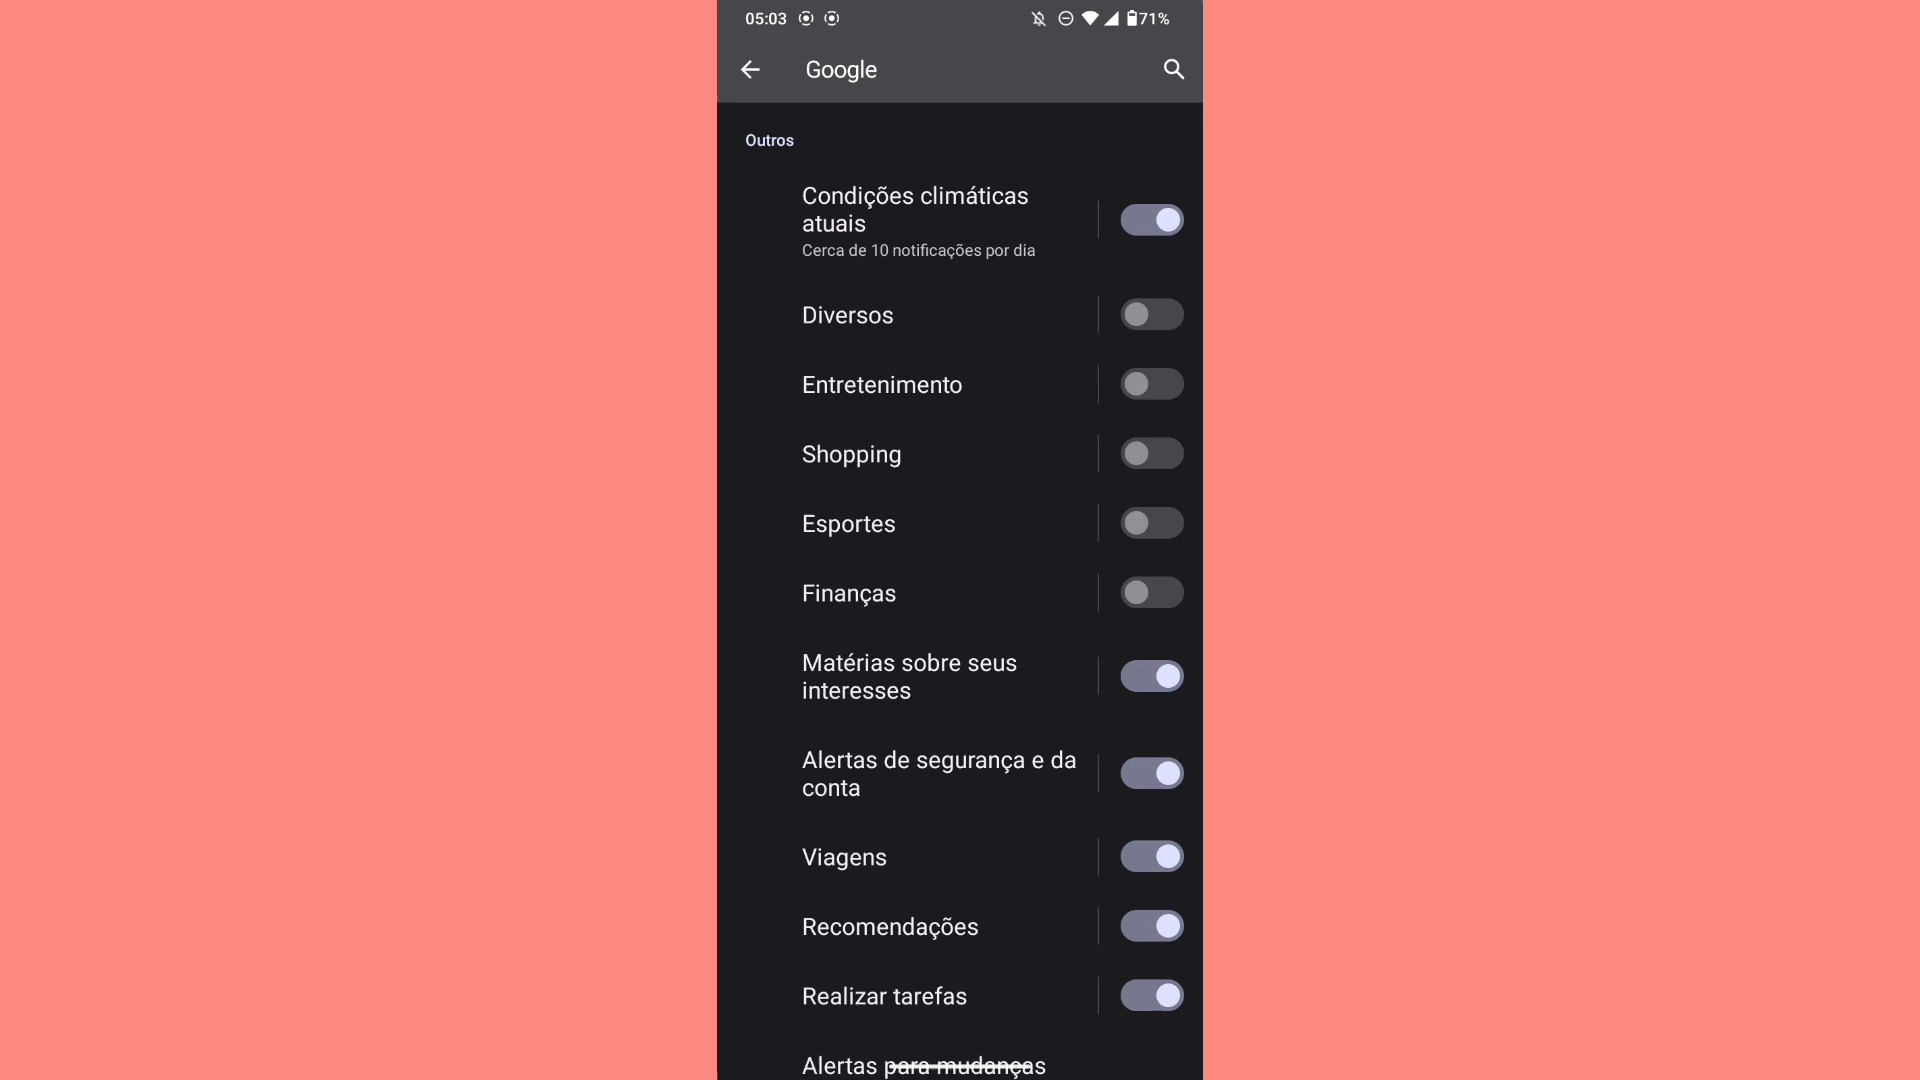 05:03
71%
Google
Outros
Condições climáticas
atuais
Cerca de 10 notificações por dia
Diversos
Entretenimento
Shopping
Esportes
Finanças
Matérias sobre seus
interesses
Alertas de segurança e da
conta
Viagens
Recomendações
Realizar tarefas
Alertas para mudanças